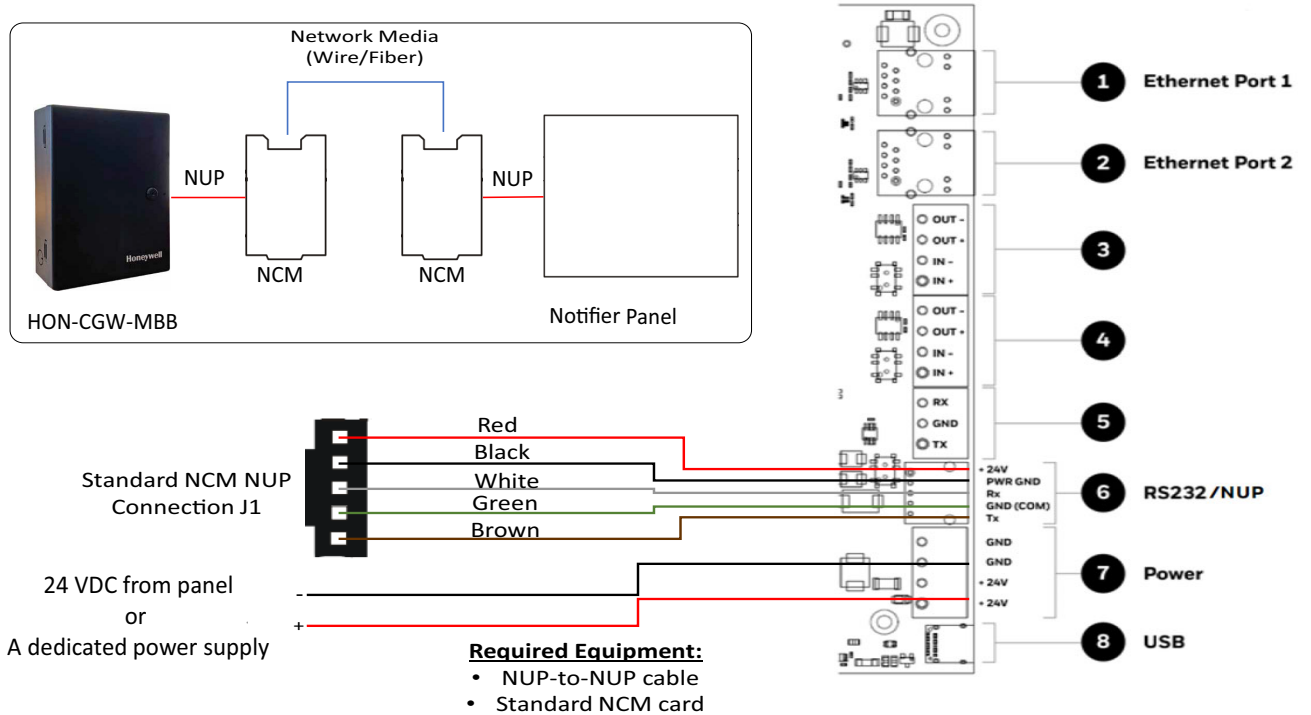 Network Media
(Wire/Fiber)
NUP
NUP
Honeywell
NCM
NCM
HON-CGW-MBB
Notifier Panel
1 Ethernet Port 1
2 Ethernet Port 2
OUT -
OUT +
IN -
IN +
3
OUT -
OUT +
IN -
IN +
4
RX
GND
TX
5
Standard NCM NUP
Connection J1
Red
Black
White
Green
Brown
+ 24V
PWR GND
Rx
GND (COM)
Tx
6 RS232/NUP
24 VDC from panel
or
A dedicated power supply
-
+
GND
GND
+ 24V
+ 24V
7 Power
8 USB
Required Equipment:
• NUP-to-NUP cable
• Standard NCM card